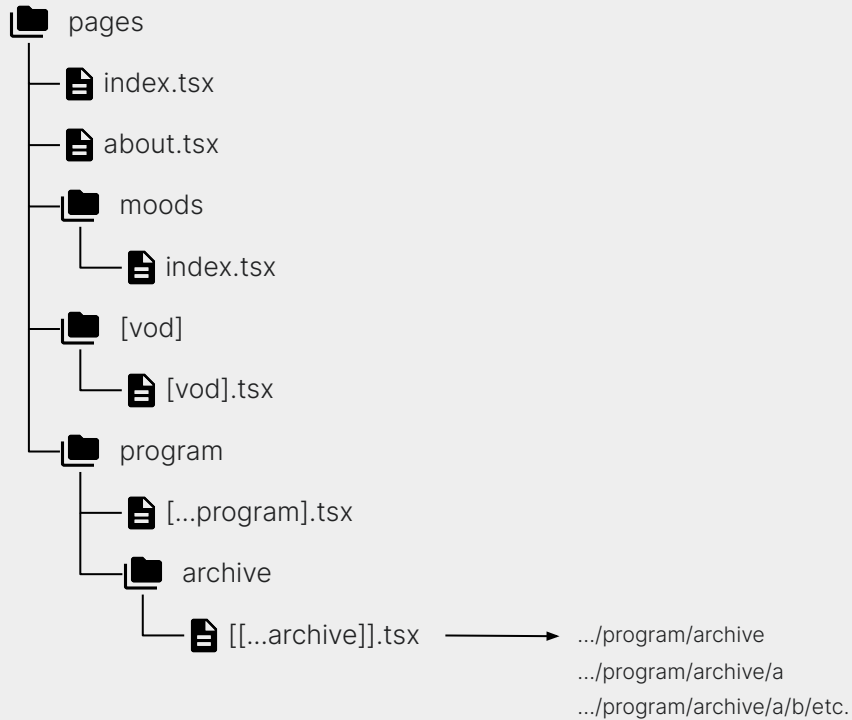 pages
index.tsx
about.tsx
moods
index.tsx
[vod]
[vod].tsx
program
[...program].tsx
archive
[[...archive]].tsx
.../program/archive
.../program/archive/a
.../program/archive/a/b/etc.